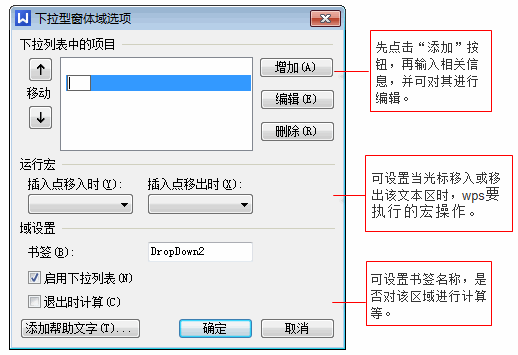 下拉型窗体域选项
下拉列表中的项目
移动
增加(A)
编辑(E)
删除(R)
先点击“添加”按
钮，再输入相关信
息，并可对其进行
编辑。
运行宏
插入点移入时(Y)：
插入点移出时(X)：
可设置当光标移入或移
出该文本区时，wps要
执行的宏操作。
域设置
书签(B)：
DropDown2
启用下拉列表(N)
退出时计算(C)
可设置书签名称，是
否对该区域进行计算
等。
添加帮助文字(T)...
确定
取消